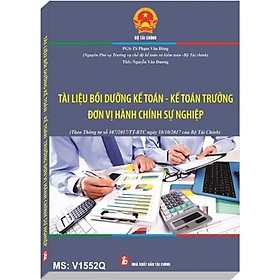 BỘ TÀI CHÍNH
PGS-TS Phạm Văn Đăng
(Nguyên Phó vụ Trưởng vụ chế độ kế toán và kiểm toán -Bộ Tài chính)
ThS: Nguyễn Văn Dương
TÀI LIỆU BỒI DƯỠNG KẾ TOÁN - KẾ TOÁN TRƯỞNG
ĐƠN VỊ HÀNH CHÍNH SỰ NGHIỆP
(Theo Thông tư số 107/2017/TT-BTC ngày 10/10/2017 của Bộ Tài Chính)
NHÀ XUẤT BẢN TÀI CHÍNH
MS: V1552Q